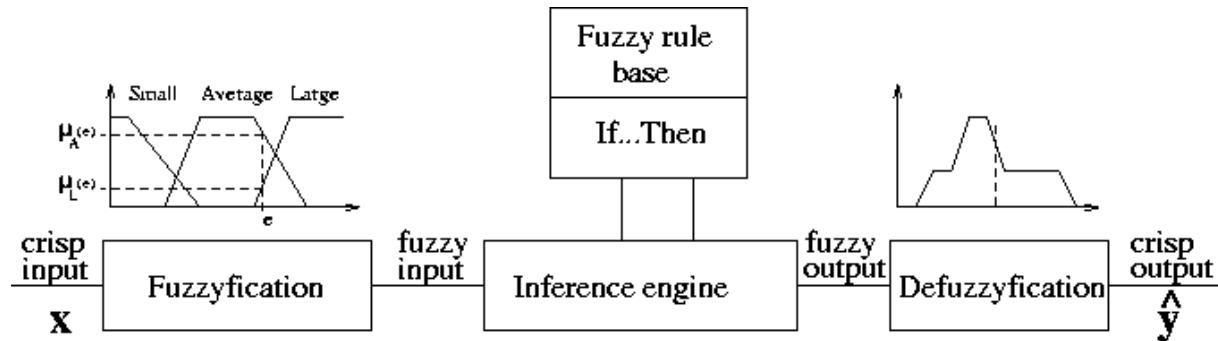 Fuzzy rule
base
If...Then
Small Avetage Latge
μA(e)
μL(e)
e
crisp
input
x
Fuzzyfication
fuzzy
input
Inference engine
fuzzy
output
Defuzzyfication
crisp
output
ŷ